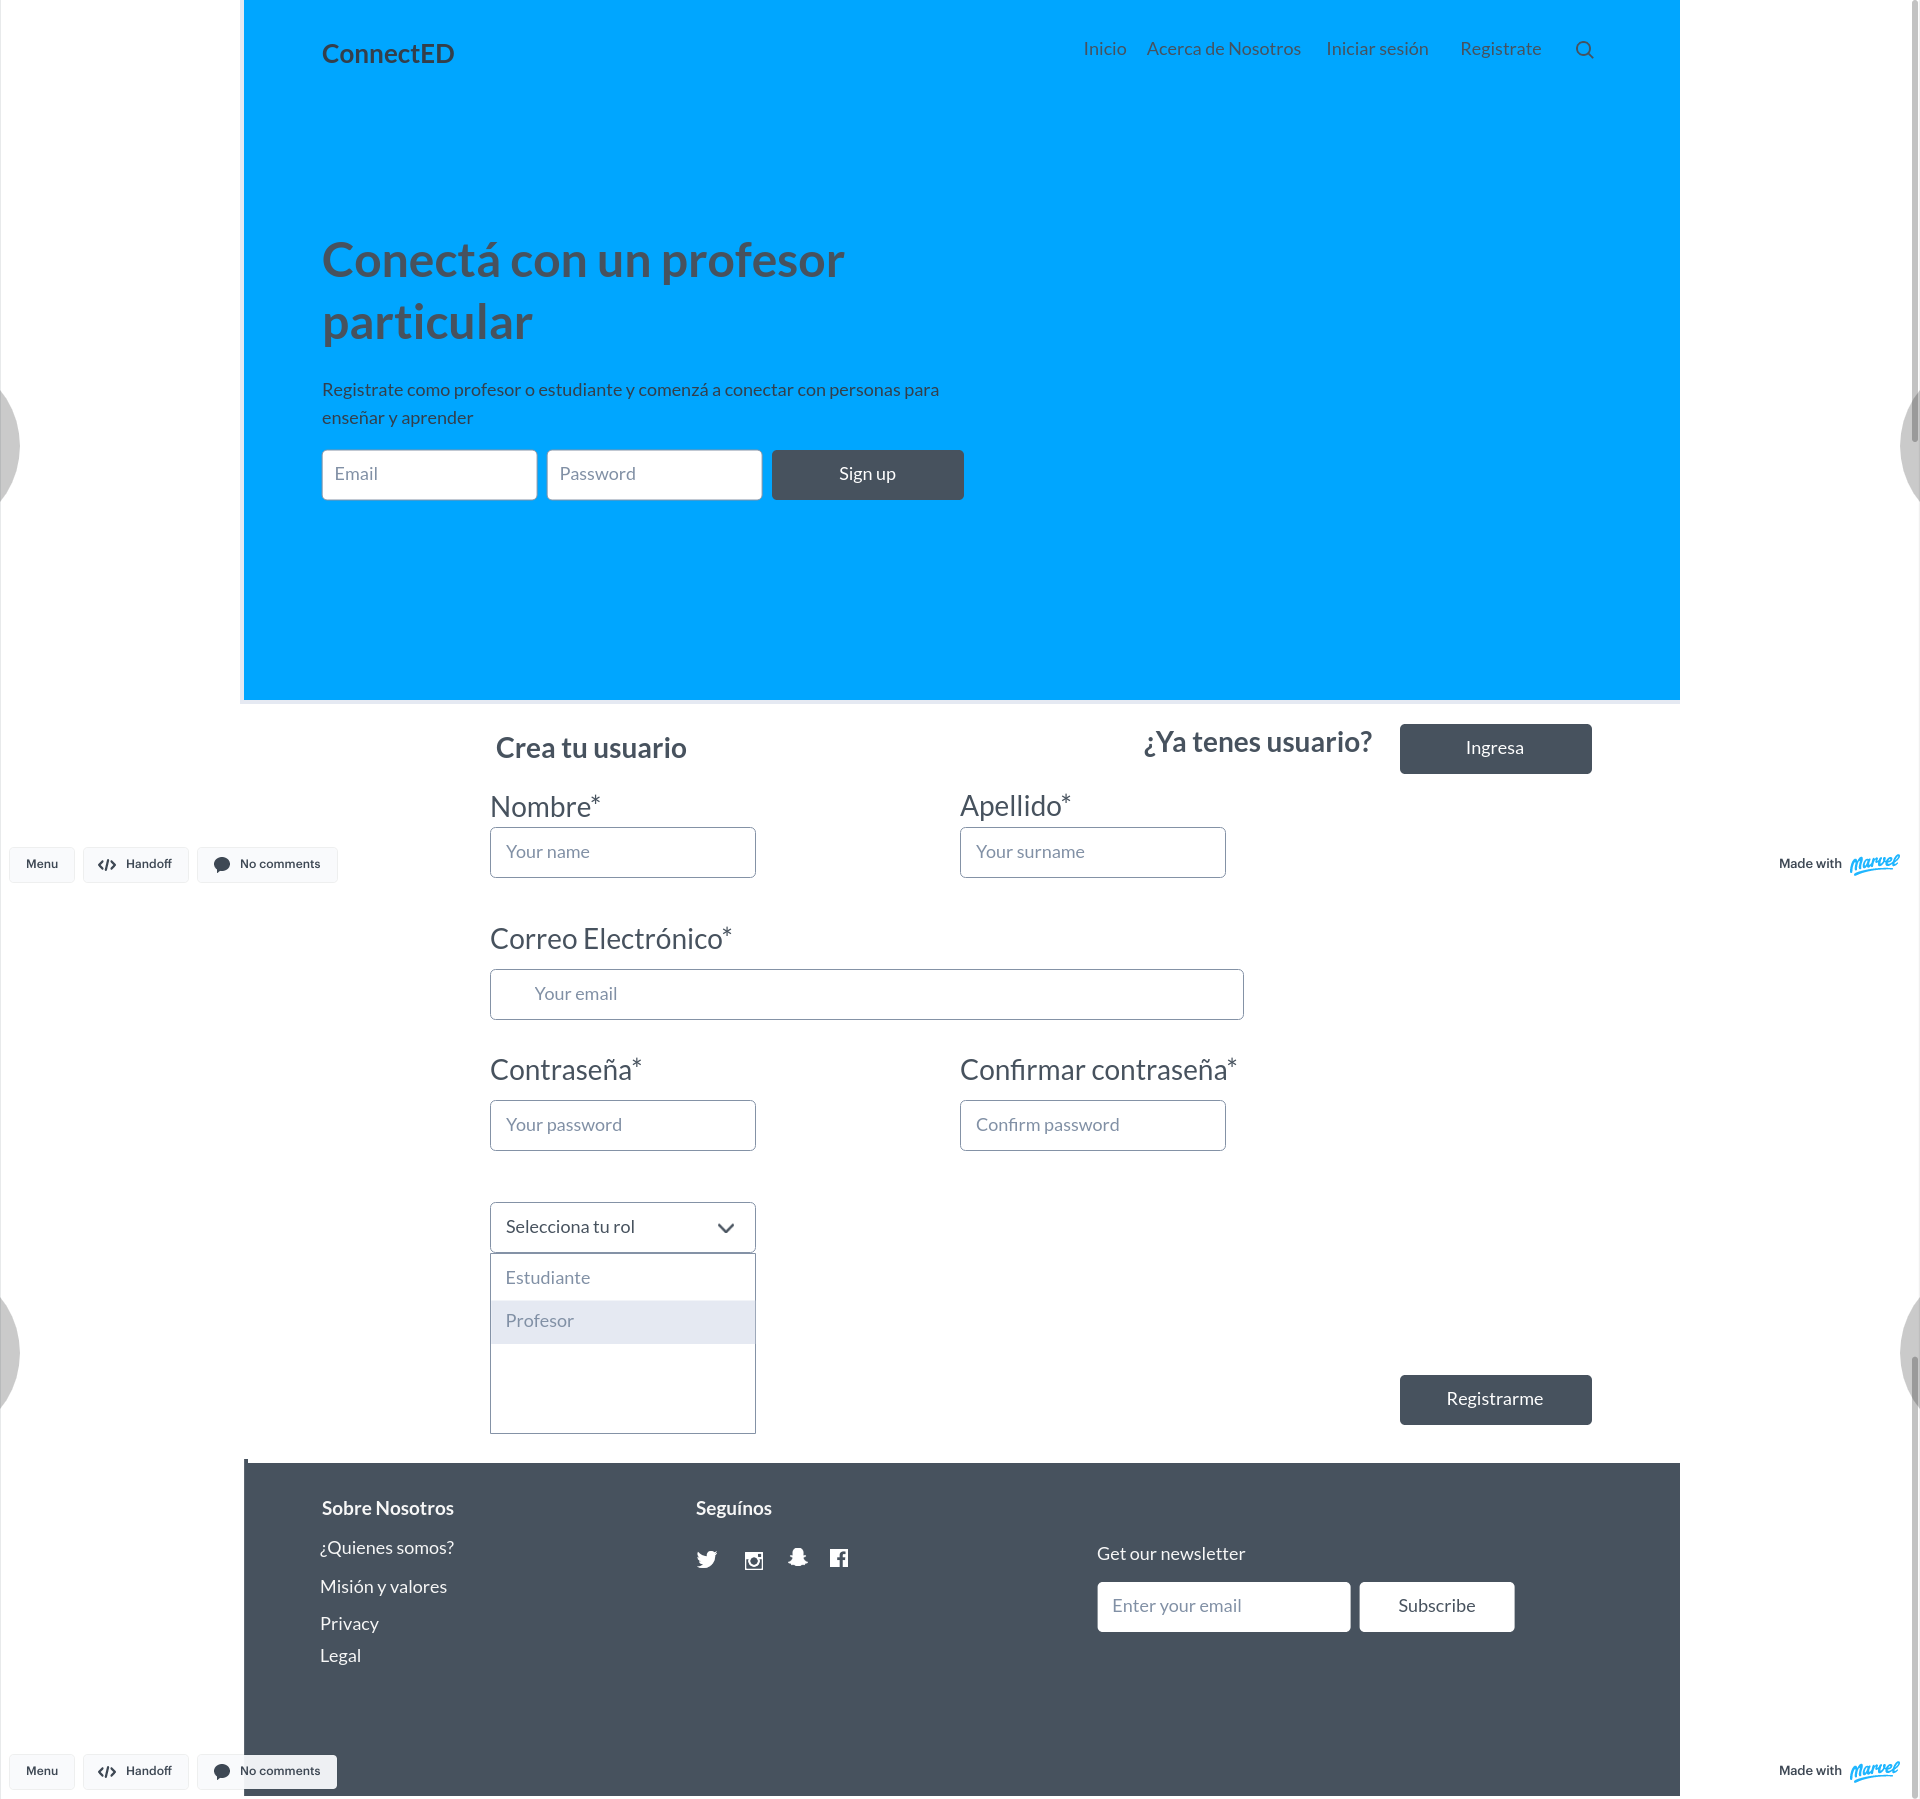 ConnectED
Inicio Acerca de Nosotros Iniciar sesión Registrate
Conectá con un profesor
particular
Registrate como profesor o estudiante y comenzá a conectar con personas para
enseñar y aprender
Email Password Sign up
Crea tu usuario ¿Ya tenes usuario? Ingresa
Nombre* Apellido*
Your name Your surname
Menu Handoff No comments Made with Marvel
Correo Electrónico*
Your email
Contraseña* Confirmar contraseña*
Your password Confirm password
Selecciona tu rol
Estudiante
Profesor
Registrarme
Sobre Nosotros Seguínos
¿Quienes somos?
Get our newsletter
Misión y valores
Enter your email Subscribe
Privacy
Legal
Menu Handoff No comments Made with Marvel